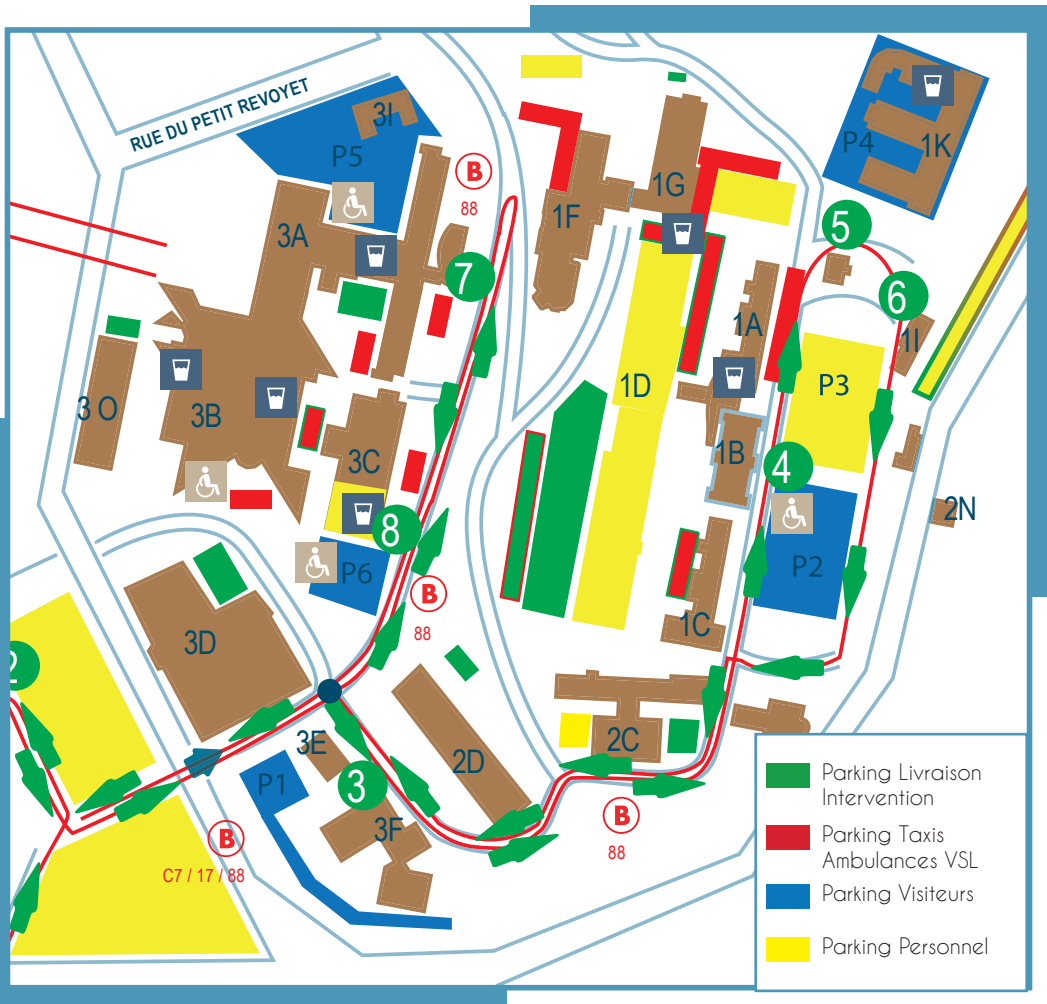 RUE DU PETIT REVOYET
3I
P5
B
88
1G
1F
P4
1K
3A
5
7
6
1I
1A
1D
P3
3 O
3B
1B
3C
4
2N
8
P6
P2
B
88
1C
3D
2
3E
P1
3
2D
2C
3F
B
88
B
C7 / 17 / 88
Parking Livraison
Intervention
Parking Taxis
Ambulances VSL
Parking Visiteurs
Parking Personnel